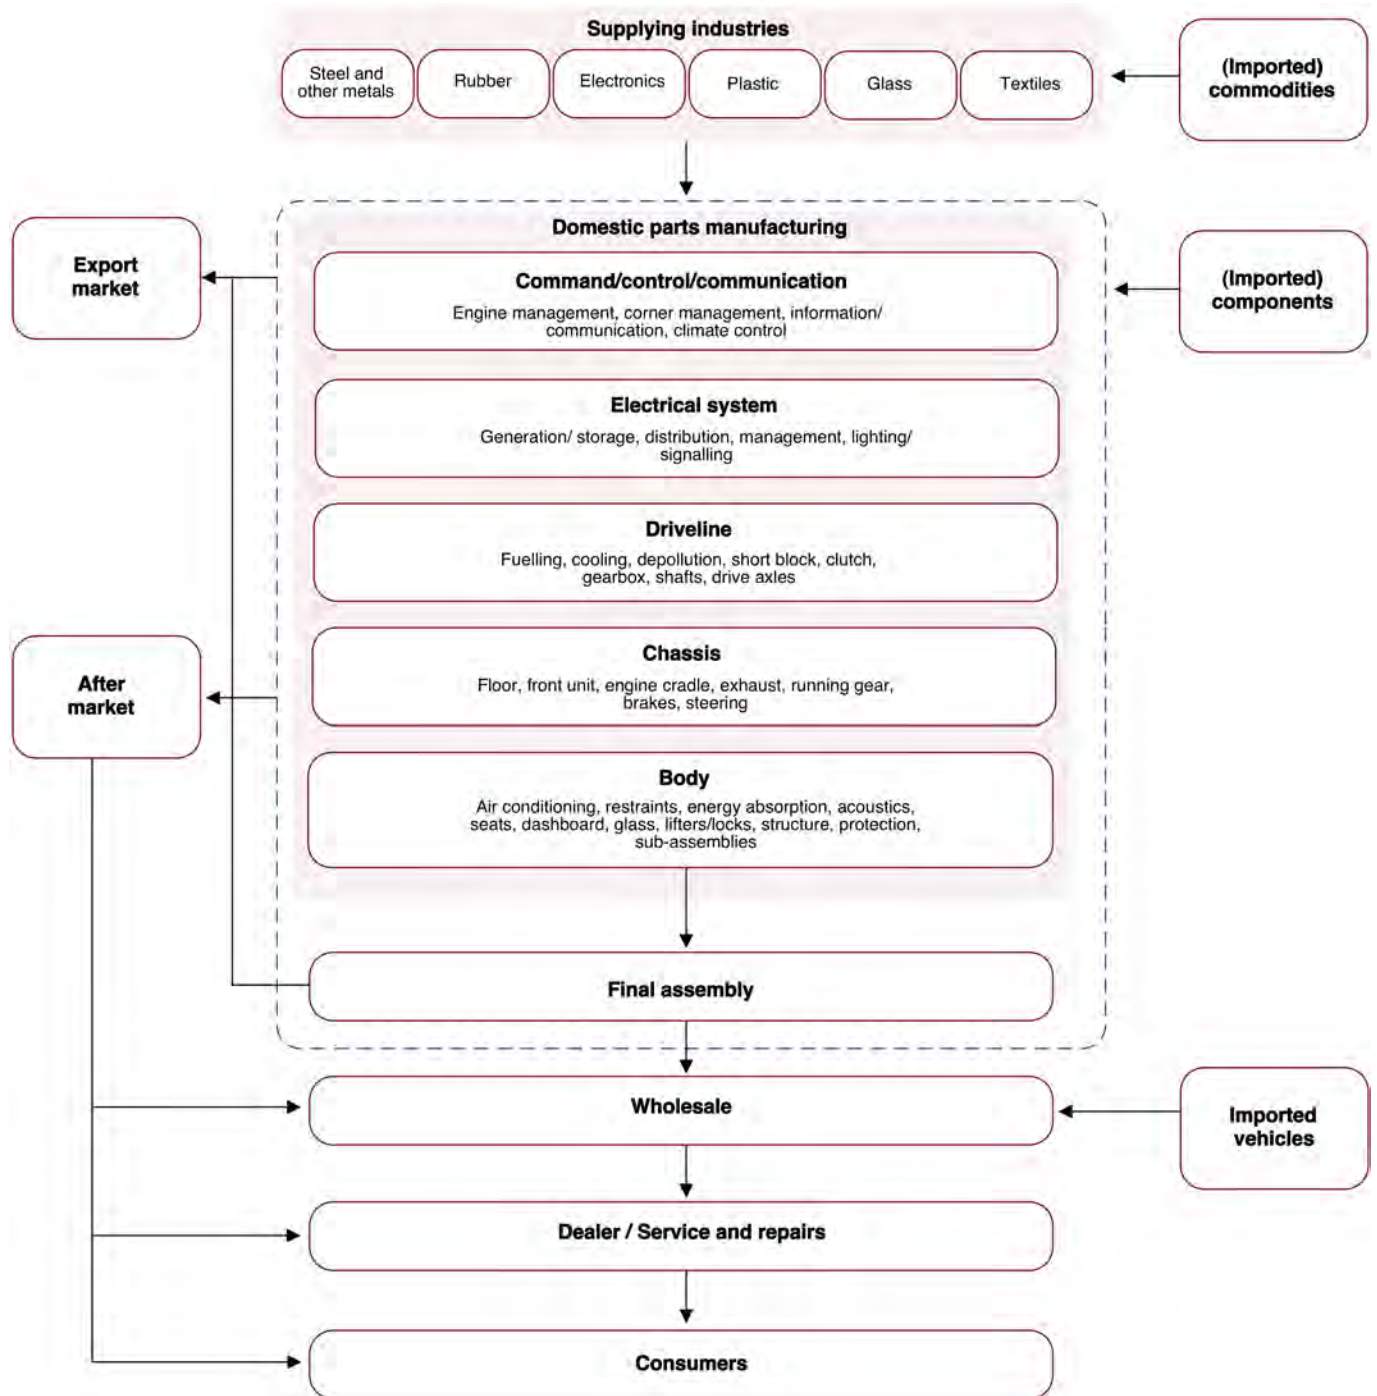 Supplying industries
Steel and
other metals
Rubber
Electronics
Plastic
Glass
Textiles
(Imported)
commodities
Export
market
Domestic parts manufacturing
Command/control/communication
Engine management, corner management, information/
communication, climate control
(Imported)
components
Electrical system
Generation/ storage, distribution, management, lighting/
signalling
Driveline
Fuelling, cooling, depollution, short block, clutch,
gearbox, shafts, drive axles
After
market
Chassis
Floor, front unit, engine cradle, exhaust, running gear,
brakes, steering
Body
Air conditioning, restraints, energy absorption, acoustics,
seats, dashboard, glass, lifters/locks, structure, protection,
sub-assemblies
Final assembly
Wholesale
Imported
vehicles
Dealer / Service and repairs
Consumers